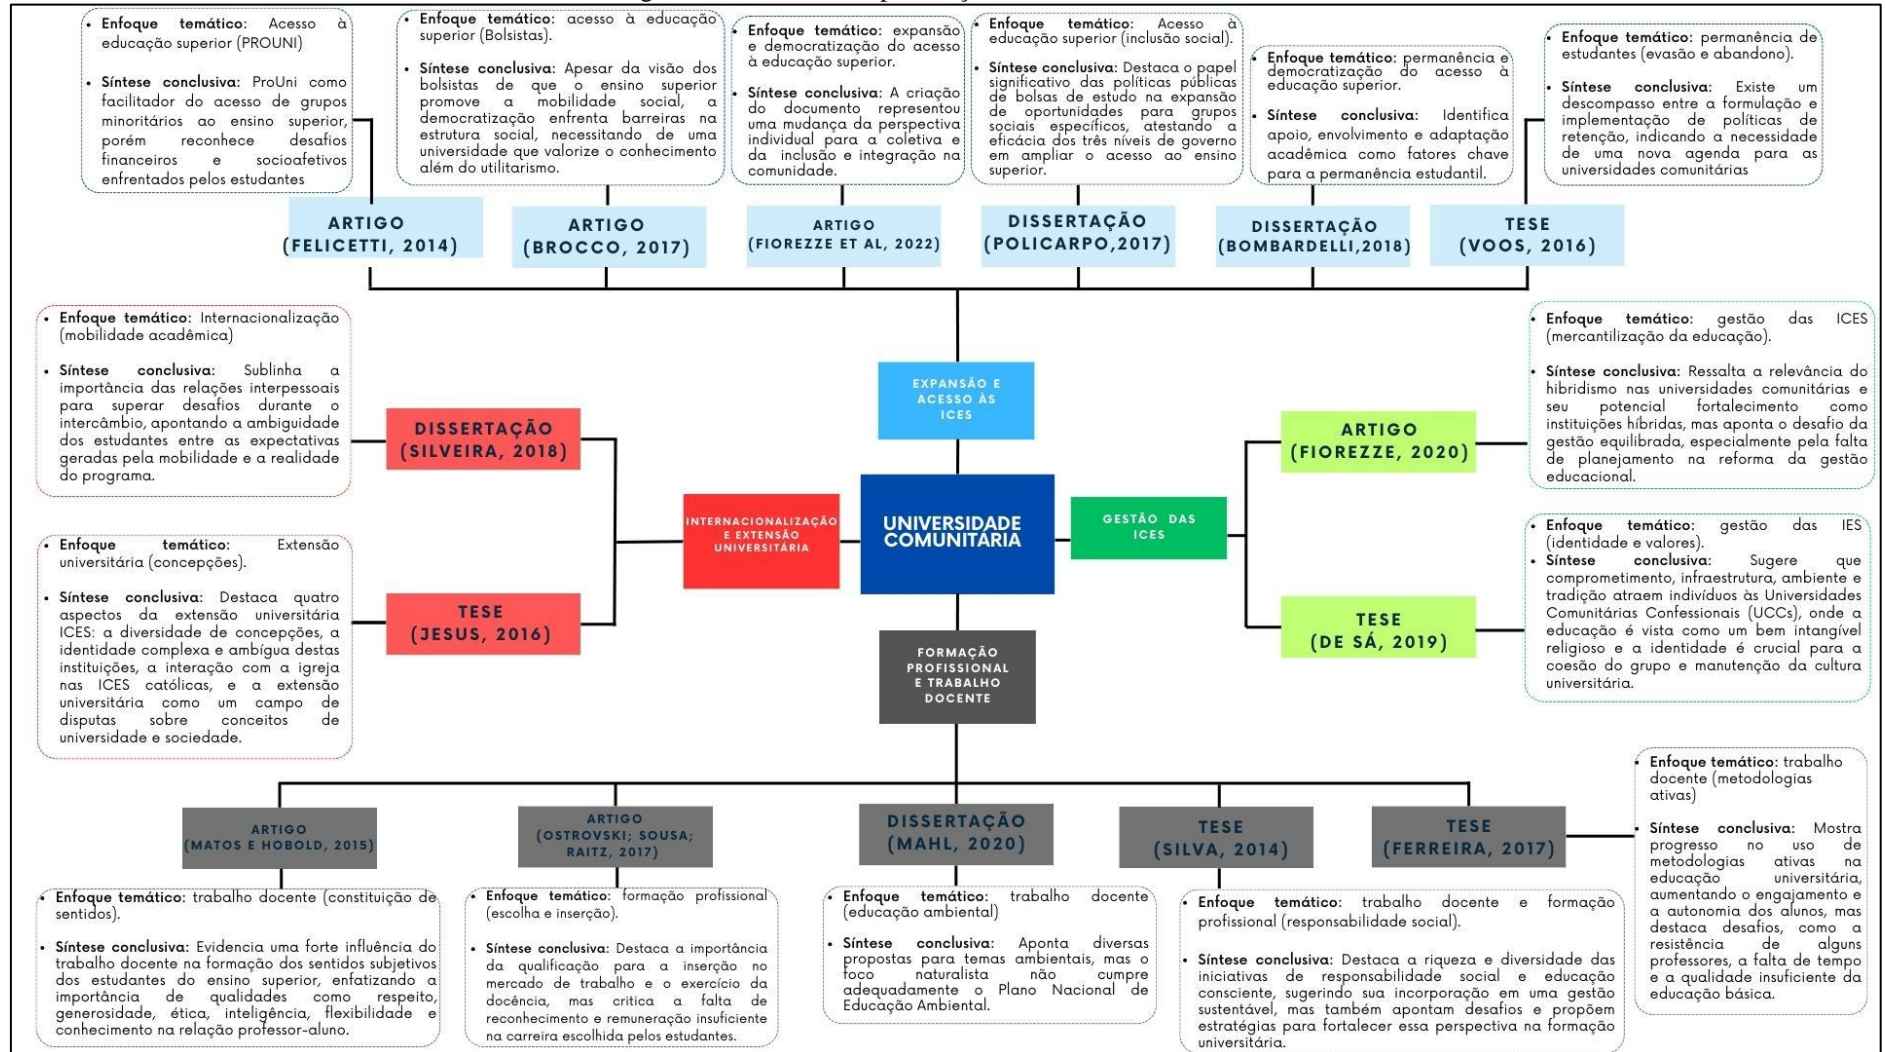 • Enfoque temático: Acesso à
educação superior (PROUNI)
• Síntese conclusiva: ProUni como
facilitador do acesso de grupos
minoritários ao ensino superior,
porém reconhece desafios
financeiros e socioafetivos
enfrentados pelos estudantes
• Enfoque temático: acesso à educação
superior (Bolsistas).
• Síntese conclusiva: Apesar da visão dos
bolsistas de que o ensino superior
promove a mobilidade social, a
democratização enfrenta barreiras na
estrutura social, necessitando de uma
universidade que valorize o conhecimento
além do utilitarismo.
• Enfoque temático: expansão
e democratização do acesso
à educação superior.
• Síntese conclusiva: A criação
do documento representou
uma mudança da perspectiva
individual para a coletiva e
da inclusão e integração na
comunidade.
• Enfoque temático: Acesso à
educação superior (inclusão social).
• Síntese conclusiva: Destaca o papel
significativo das políticas públicas
de bolsas de estudo na expansão
de oportunidades para grupos
sociais específicos, atestando a
eficácia dos três níveis de governo
em ampliar o acesso ao ensino
superior.
• Enfoque temático: permanência e
democratização do acesso à
educação superior.
• Síntese conclusiva: Identifica
apoio, envolvimento e adaptação
acadêmica como fatores chave
para a permanência estudantil.
• Enfoque temático: permanência de
estudantes (evasão e abandono).
• Síntese conclusiva: Existe um
descompasso entre a formulação e
implementação de políticas de
retenção, indicando a necessidade
de uma nova agenda para as
universidades comunitárias
ARTIGO
(FELICETTI, 2014)
ARTIGO
(BROCCO, 2017)
ARTIGO
(FIOREZZE ET AL, 2022)
DISSERTAÇÃO
(POLICARPO,2017)
DISSERTAÇÃO
(BOMBARDELLI,2018)
TESE
(VOOS, 2016)
• Enfoque temático: Internacionalização
(mobilidade acadêmica)
• Síntese conclusiva: Sublinha a
importância das relações interpessoais
para superar desafios durante o
intercâmbio, apontando a ambiguidade
dos estudantes entre as expectativas
geradas pela mobilidade e a realidade
do programa.
DISSERTAÇÃO
(SILVEIRA, 2018)
EXPANSÃO E
ACESSO ÀS
ICES
ARTIGO
(FIOREZZE, 2020)
• Enfoque temático: gestão das ICES
(mercantilização da educação).
• Síntese conclusiva: Ressalta a relevância do
hibridismo nas universidades comunitárias e
seu potencial fortalecimento como
instituições híbridas, mas aponta o desafio da
gestão equilibrada, especialmente pela falta
de planejamento na reforma da gestão
educacional.
INTERNACIONALIZAÇÃO
E EXTENSÃO
UNIVERSITÁRIA
UNIVERSIDADE
COMUNITÁRIA
GESTÃO DAS
ICES
• Enfoque temático: Extensão
universitária (concepções).
• Síntese conclusiva: Destaca quatro
aspectos da extensão universitária
ICES: a diversidade de concepções, a
identidade complexa e ambígua destas
instituições, a interação com a igreja
nas ICES católicas, e a extensão
universitária como um campo de
disputas sobre conceitos de
universidade e sociedade.
TESE
(JESUS, 2016)
FORMAÇÃO
PROFISSIONAL
E TRABALHO
DOCENTE
TESE
(DE SÁ, 2019)
• Enfoque temático: gestão das IES
(identidade e valores).
• Síntese conclusiva: Sugere que
comprometimento, infraestrutura, ambiente e
tradição atraem indivíduos às Universidades
Comunitárias Confessionais (UCCs), onde a
educação é vista como um bem intangível
religioso e a identidade é crucial para a
coesão do grupo e manutenção da cultura
universitária.
ARTIGO
(MATOS E HOBOLD, 2015)
ARTIGO
(OSTROVSKI; SOUSA;
RAITZ, 2017)
DISSERTAÇÃO
(MAHL, 2020)
TESE
(SILVA, 2014)
TESE
(FERREIRA, 2017)
• Enfoque temático: trabalho
docente (metodologias
ativas)
• Síntese conclusiva: Mostra
progresso no uso de
metodologias ativas na
educação universitária,
aumentando o engajamento e
a autonomia dos alunos, mas
destaca desafios, como a
resistência de alguns
professores, a falta de tempo
e a qualidade insuficiente da
educação básica.
• Enfoque temático: trabalho docente (constituição de
sentidos).
• Síntese conclusiva: Evidencia uma forte influência do
trabalho docente na formação dos sentidos subjetivos
dos estudantes do ensino superior, enfatizando a
importância de qualidades como respeito,
generosidade, ética, inteligência, flexibilidade e
conhecimento na relação professor-aluno.
• Enfoque temático: formação profissional
(escolha e inserção).
• Síntese conclusiva: Destaca a importância
da qualificação para a inserção no
mercado de trabalho e o exercício da
docência, mas critica a falta de
reconhecimento e remuneração insuficiente
na carreira escolhida pelos estudantes.
• Enfoque temático: trabalho docente
(educação ambiental)
• Síntese conclusiva: Aponta diversas
propostas para temas ambientais, mas o
foco naturalista não cumpre
adequadamente o Plano Nacional de
Educação Ambiental.
• Enfoque temático: trabalho docente e formação
profissional (responsabilidade social).
• Síntese conclusiva: Destaca a riqueza e diversidade das
iniciativas de responsabilidade social e educação
consciente, sugerindo sua incorporação em uma gestão
sustentável, mas também apontam desafios e propõem
estratégias para fortalecer essa perspectiva na formação
universitária.